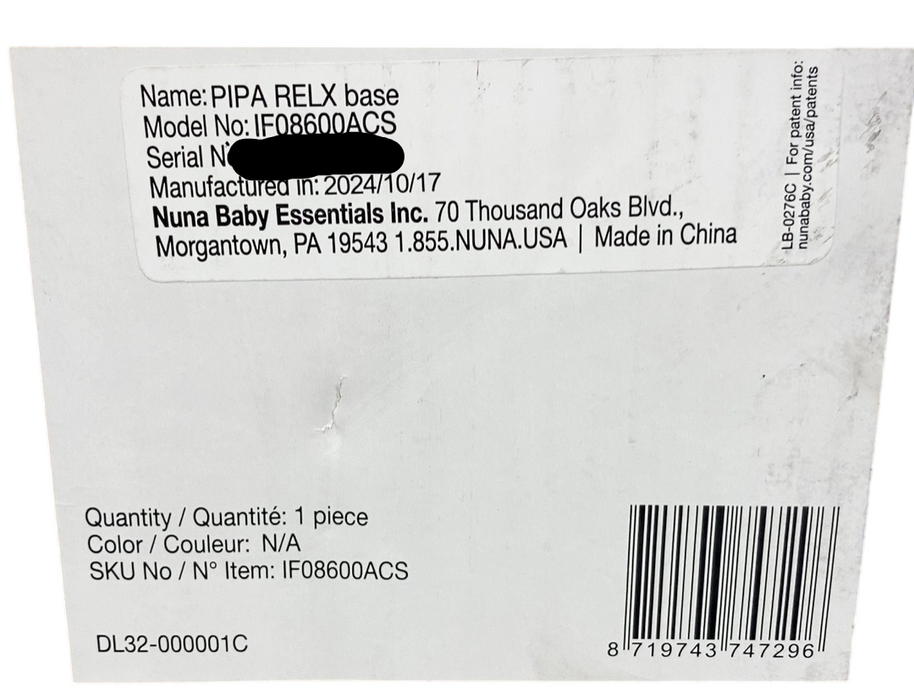 Name: PIPA RELX base
Model No: IF08600ACS
Serial
Manufactured in: 2024/10/17
Nuna Baby Essentials Inc. 70 Thousand Oaks Blvd.,
Morgantown, PA 19543 1.855.NUNA.USA | Made in China
LB-0276C | For patent info:
nunababy.com/usa/patents
Quantity / Quantité: 1 piece
Color / Couleur: N/A
SKU No / N° Item: IF08600ACS
DL32-000001C
8 719743 747296